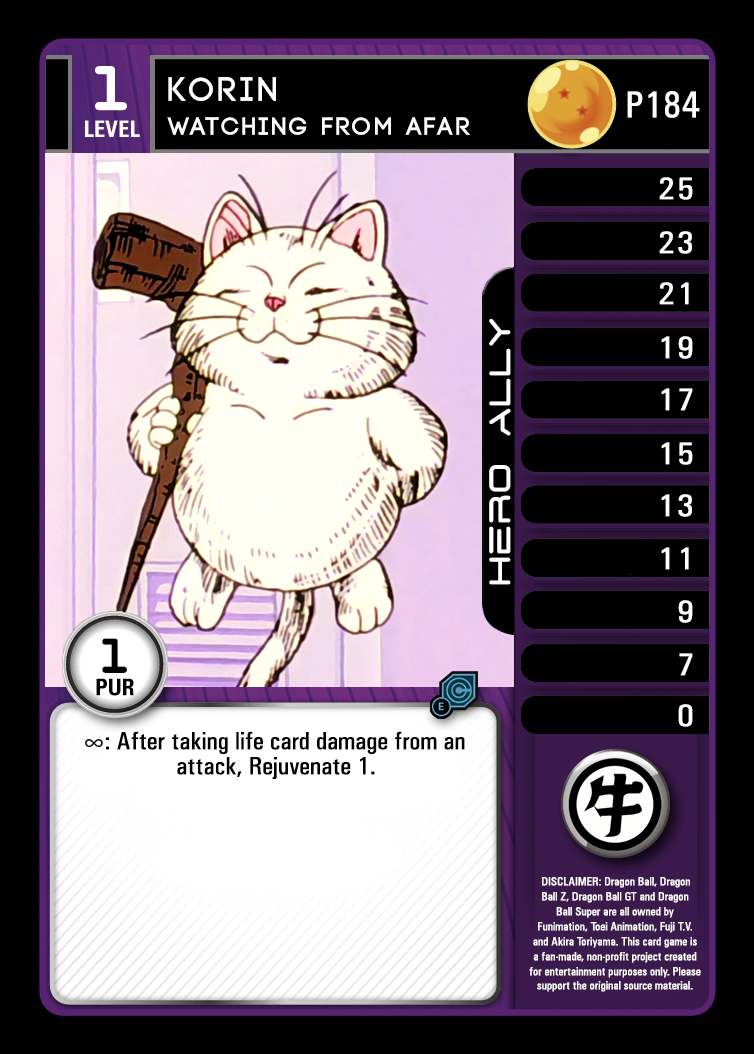 1
LEVEL
KORIN
WATCHING FROM AFAR
P184
25
23
21
19
17
15
13
11
9
7
0
HERO ALLY
1
PUR
E
∞: After taking life card damage from an
attack, Rejuvenate 1.
牛
DISCLAIMER: Dragon Ball, Dragon
Ball Z, Dragon Ball GT and Dragon
Ball Super are all owned by
Funimation, Toei Animation, Fuji T.V.
and Akira Toriyama. This card game is
a fan-made, non-profit project created
for entertainment purposes only. Please
support the original source material.